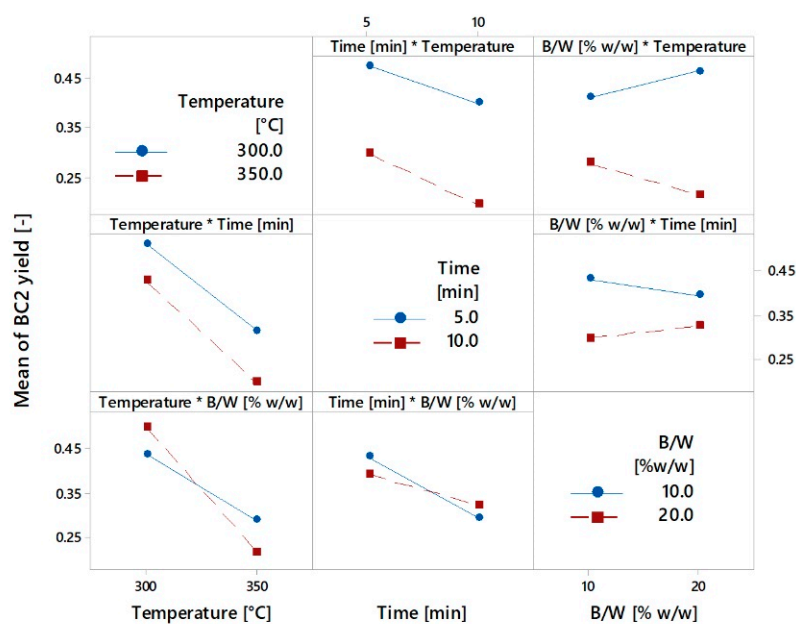 5 10
Time [min] * Temperature
B/W [% w/w] * Temperature
0.45
0.35
0.25
Temperature
[°C]
300.0
350.0
Mean of BC2 yield [-]
Temperature * Time [min]
B/W [% w/w] * Time [min]
Time
[min]
5.0
10.0
0.45
0.35
0.25
Temperature * B/W [% w/w]
Time [min] * B/W [% w/w]
0.45
0.35
0.25
B/W
[%w/w]
10.0
20.0
300 350
10 20
Temperature [°C]
Time [min]
B/W [% w/w]